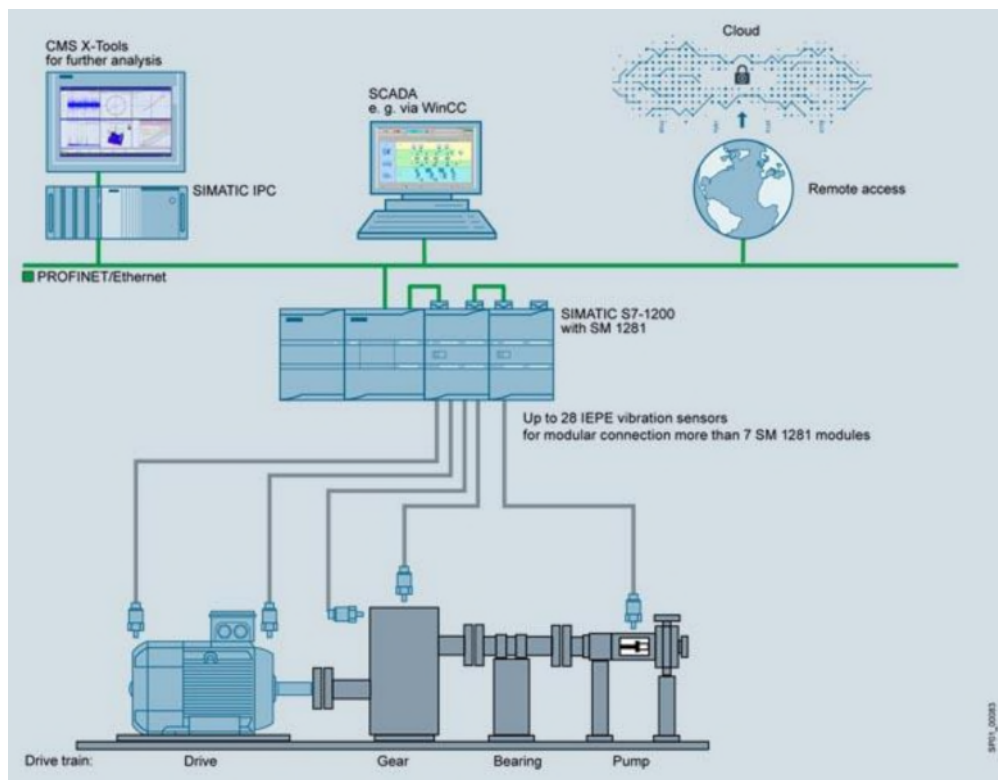 CMS X-Tools
for further analysis
SCADA
e. g. via WinCC
Cloud
SIMATIC IPC
Remote access
PROFINET/Ethernet
SIMATIC S7-1200
with SM 1281
Up to 28 IEPE vibration sensors
for modular connection more than 7 SM 1281 modules
Drive train:
Drive
Gear
Bearing
Pump
SP01_00083